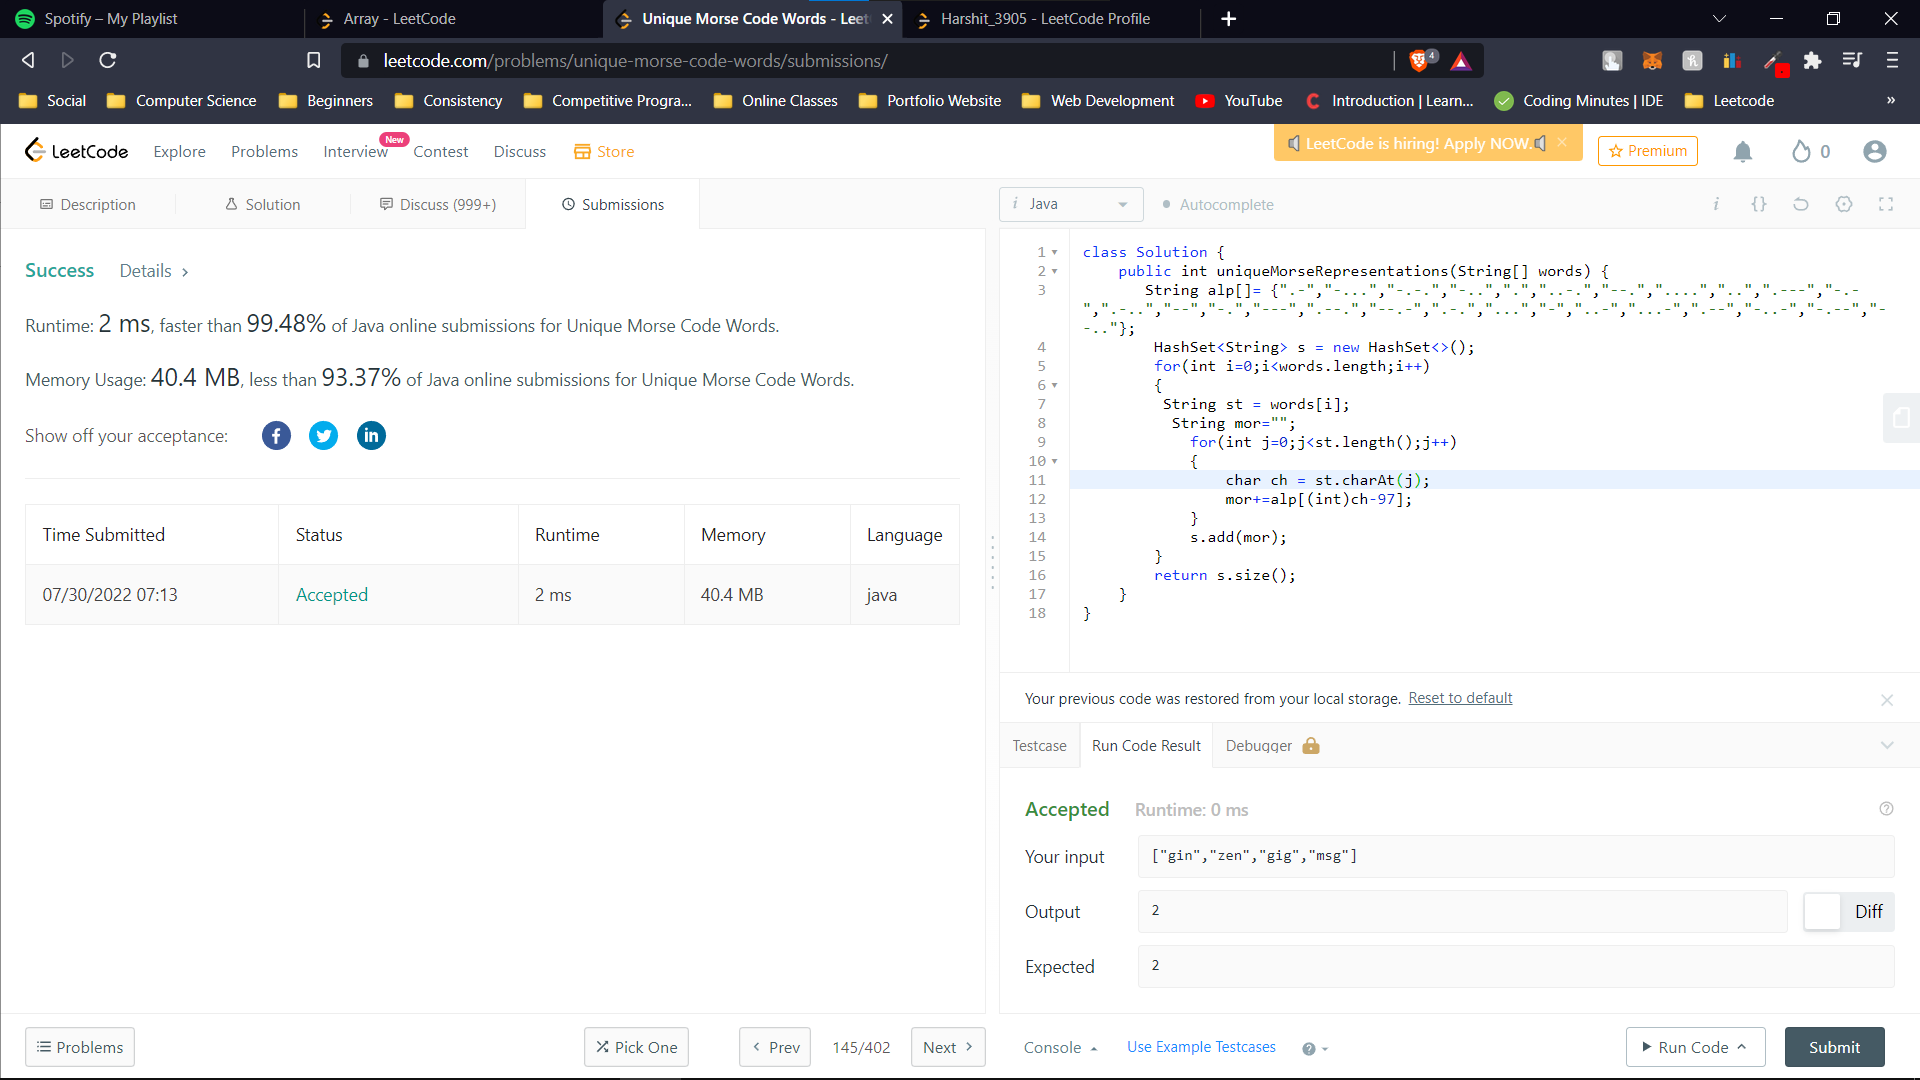 Spotify – My Playlist
Array - LeetCode
Unique Morse Code Words - Leet
Harshit_3905 - LeetCode Profile
leetcode.com/problems/unique-morse-code-words/submissions/
4
Social
Computer Science
Beginners
Consistency
Competitive Progra...
Online Classes
Portfolio Website
Web Development
YouTube
Introduction | Learn...
Coding Minutes | IDE
Leetcode
»
LeetCode
Explore
Problems
Interview
New
Contest
Discuss
Store
LeetCode is hiring! Apply NOW.
Premium
0
Description
Solution
Discuss (999+)
Submissions
i Java
Autocomplete
Success
Details >
Runtime: 2 ms, faster than 99.48% of Java online submissions for Unique Morse Code Words.
Memory Usage: 40.4 MB, less than 93.37% of Java online submissions for Unique Morse Code Words.
Show off your acceptance:
Time Submitted Status Runtime Memory Language
07/30/2022 07:13 Accepted 2 ms 40.4 MB java
1 class Solution {
2 public int uniqueMorseRepresentations(String[] words) {
3 String alp[]= {".-","-...","-.-.","-..",".","..-.","--.","....","..",".---","-.-
",".-..","--","-.","---",".--.","--.-",".-.","...","-","..-","...-",".--","-..-","-.--","-
-.."};
4 HashSet<String> s = new HashSet<>();
5 for(int i=0;i<words.length;i++)
6 {
7 String st = words[i];
8 String mor="";
9 for(int j=0;j<st.length();j++)
10 {
11 char ch = st.charAt(j);
12 mor+=alp[(int)ch-97];
13 }
14 s.add(mor);
15 }
16 return s.size();
17 }
18 }
Your previous code was restored from your local storage. Reset to default
Testcase
Run Code Result
Debugger
Accepted Runtime: 0 ms
Your input ["gin","zen","gig","msg"]
Output 2
Diff
Expected 2
Problems
Pick One
< Prev
145/402
Next >
Console
Use Example Testcases
Run Code
Submit